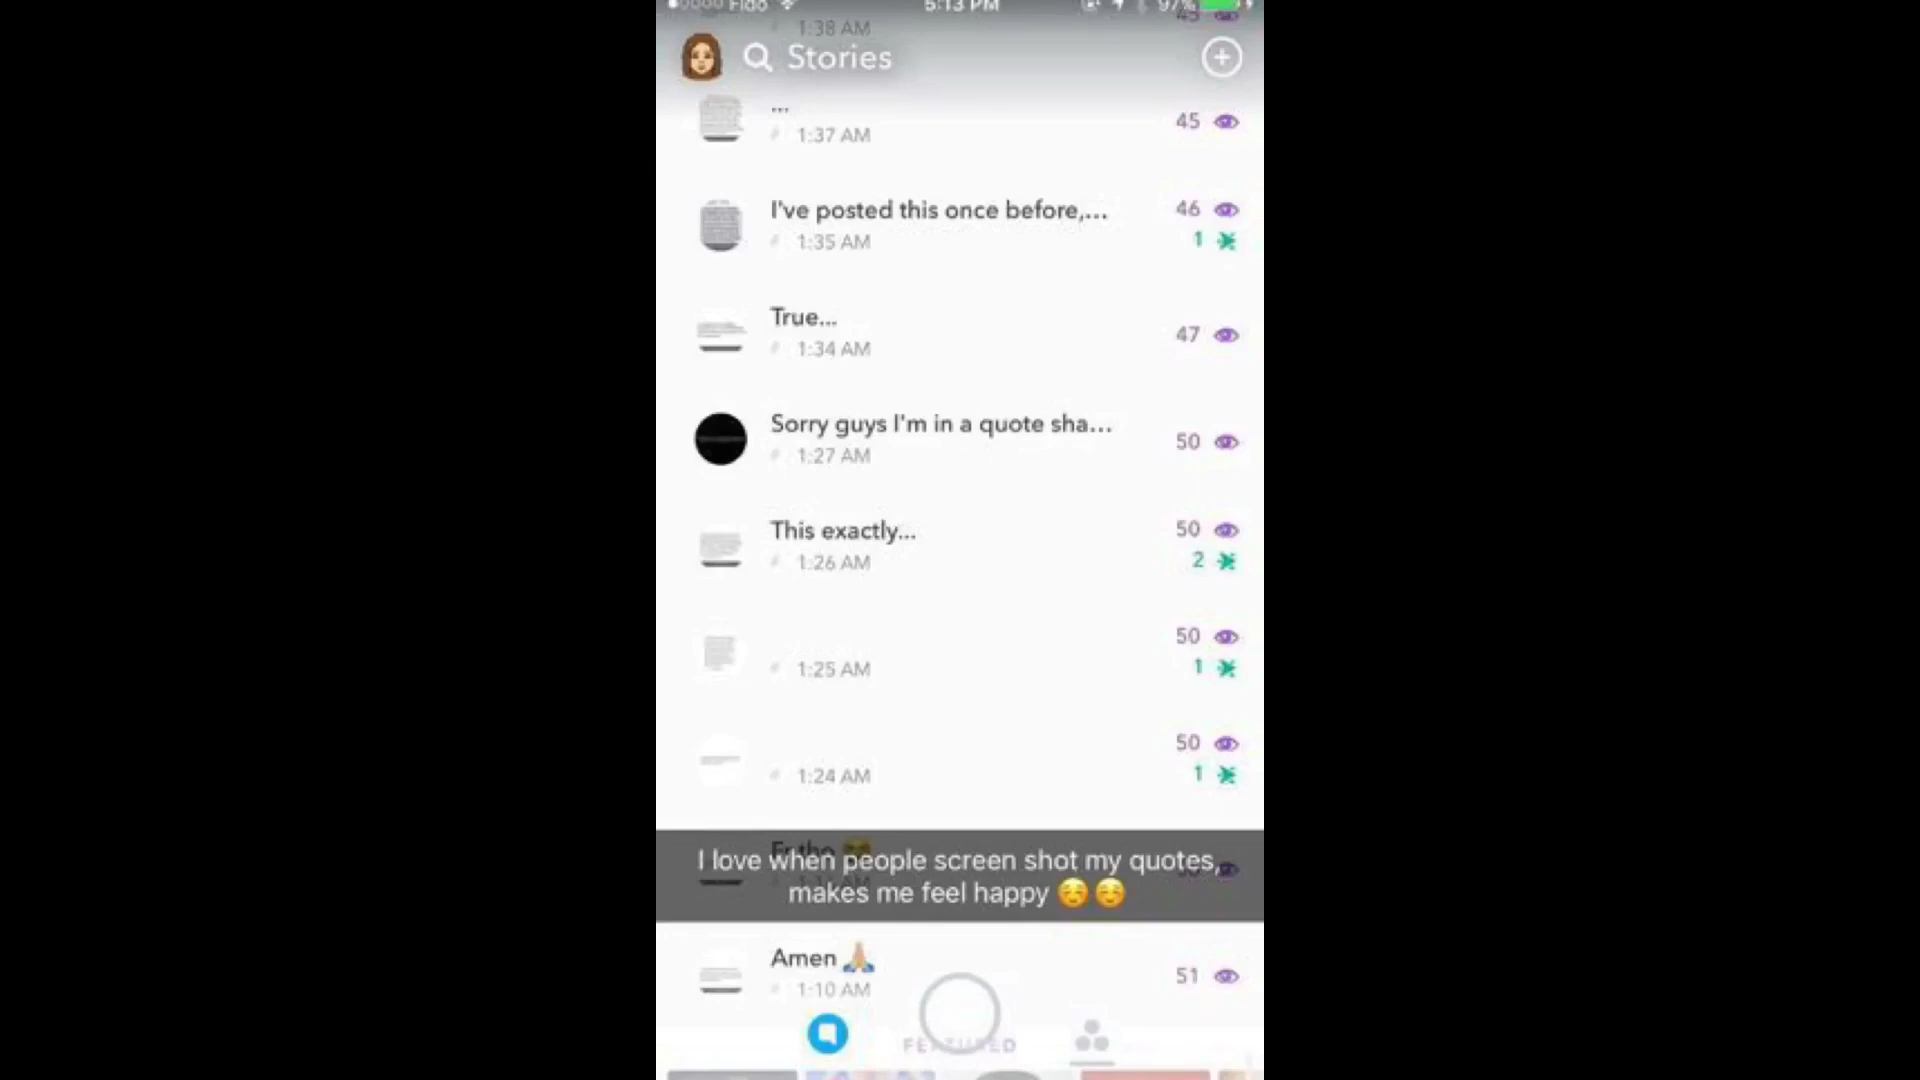 Fido 5:13 PM 97%
1:38 AM 45
Stories
...
1:37 AM 45
I've posted this once before,... 46
1:35 AM 1
True...
1:34 AM 47
Sorry guys I'm in a quote sha...
1:27 AM 50
This exactly... 50
1:26 AM 2
50
1:25 AM 1
50
1:24 AM 1
I love when people screen shot my quotes,
makes me feel happy ☺️☺️
Amen 🙏🏼
1:10 AM 51
FEATURED